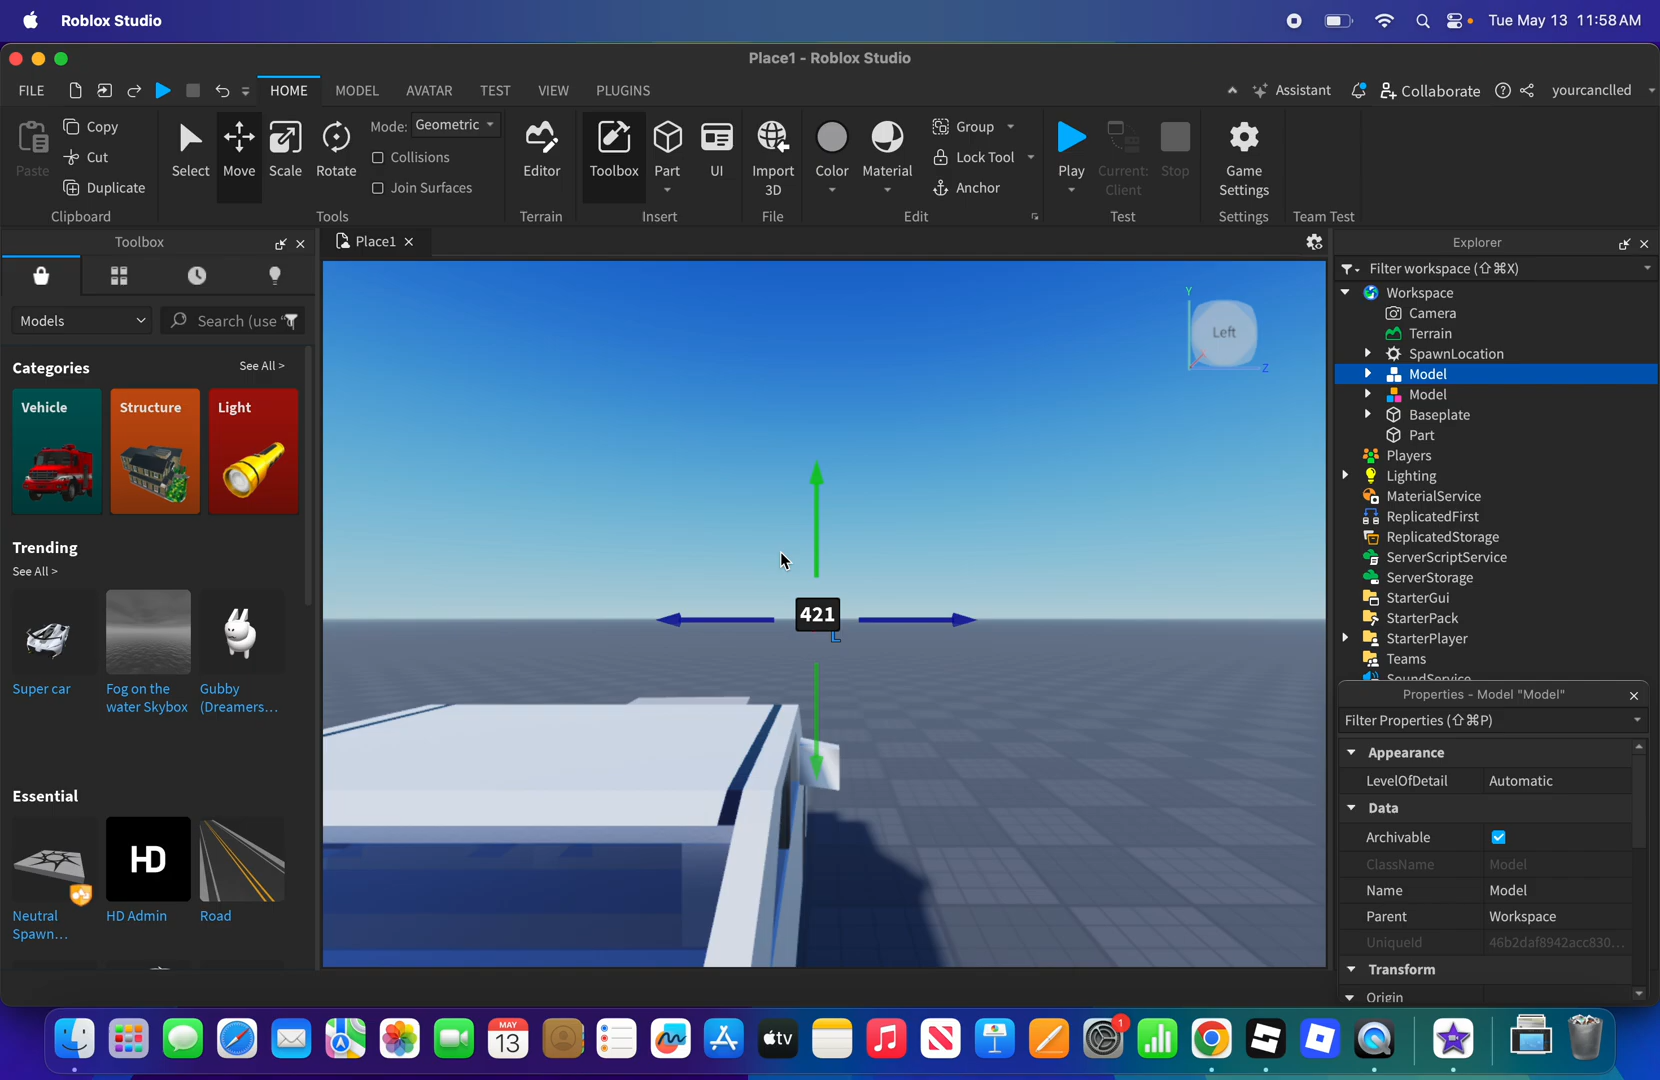 Roblox Studio
Tue May 13 11:58 AM
Place1 - Roblox Studio
FILE
HOME
MODEL
AVATAR
TEST
VIEW
PLUGINS
Assistant
Collaborate
yourcanclled
Paste
Copy
Cut
Duplicate
Clipboard
Select
Move
Scale
Rotate
Mode: Geometric
Collisions
Join Surfaces
Tools
Editor
Terrain
Toolbox
Part
UI
Insert
Import
3D
File
Color
Material
Group
Lock Tool
Anchor
Edit
Play
Current:
Client
Stop
Test
Game
Settings
Settings
Team Test
Toolbox
Models
Search (use "
Categories
See All >
Vehicle
Structure
Light
Trending
See All >
Super car
Fog on the
water Skybox
Gubby
(Dreamers...
Essential
HD
Neutral
Spawn...
HD Admin
Road
Place1
Y
Left
Z
421
L
Explorer
Filter workspace (⇧⌘X)
Workspace
Camera
Terrain
SpawnLocation
Model
Model
Baseplate
Part
Players
Lighting
MaterialService
ReplicatedFirst
ReplicatedStorage
ServerScriptService
ServerStorage
StarterGui
StarterPack
StarterPlayer
Teams
SoundService
Properties - Model "Model"
Filter Properties (⇧⌘P)
Appearance
LevelOfDetail Automatic
Data
Archivable
ClassName Model
Name Model
Parent Workspace
UniqueId 46b2daf8942acc830...
Transform
Origin
MAY
13
tv
1